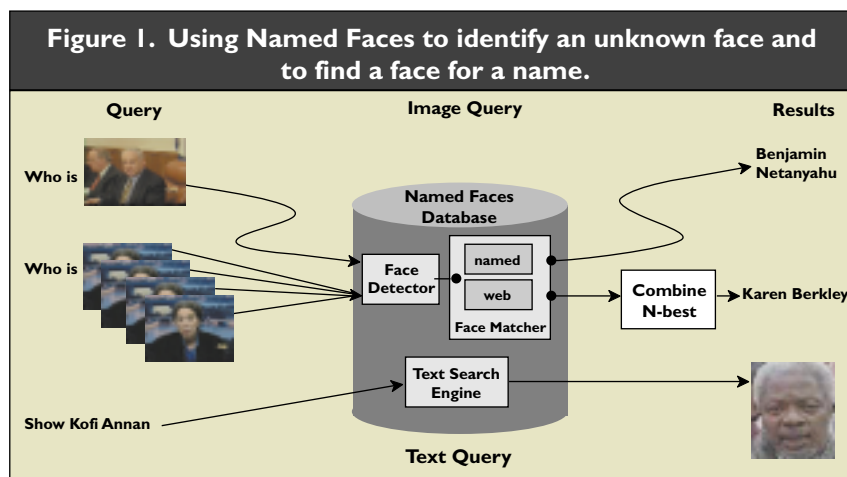 Figure 1. Using Named Faces to identify an unknown face and
to find a face for a name.
Query
Image Query
Results
Who is
Benjamin
Netanyahu
Named Faces
Database
Who is
Face
Detector
named
web
Face Matcher
Combine
N-best
Karen Berkley
Text Search
Engine
Show Kofi Annan
Text Query